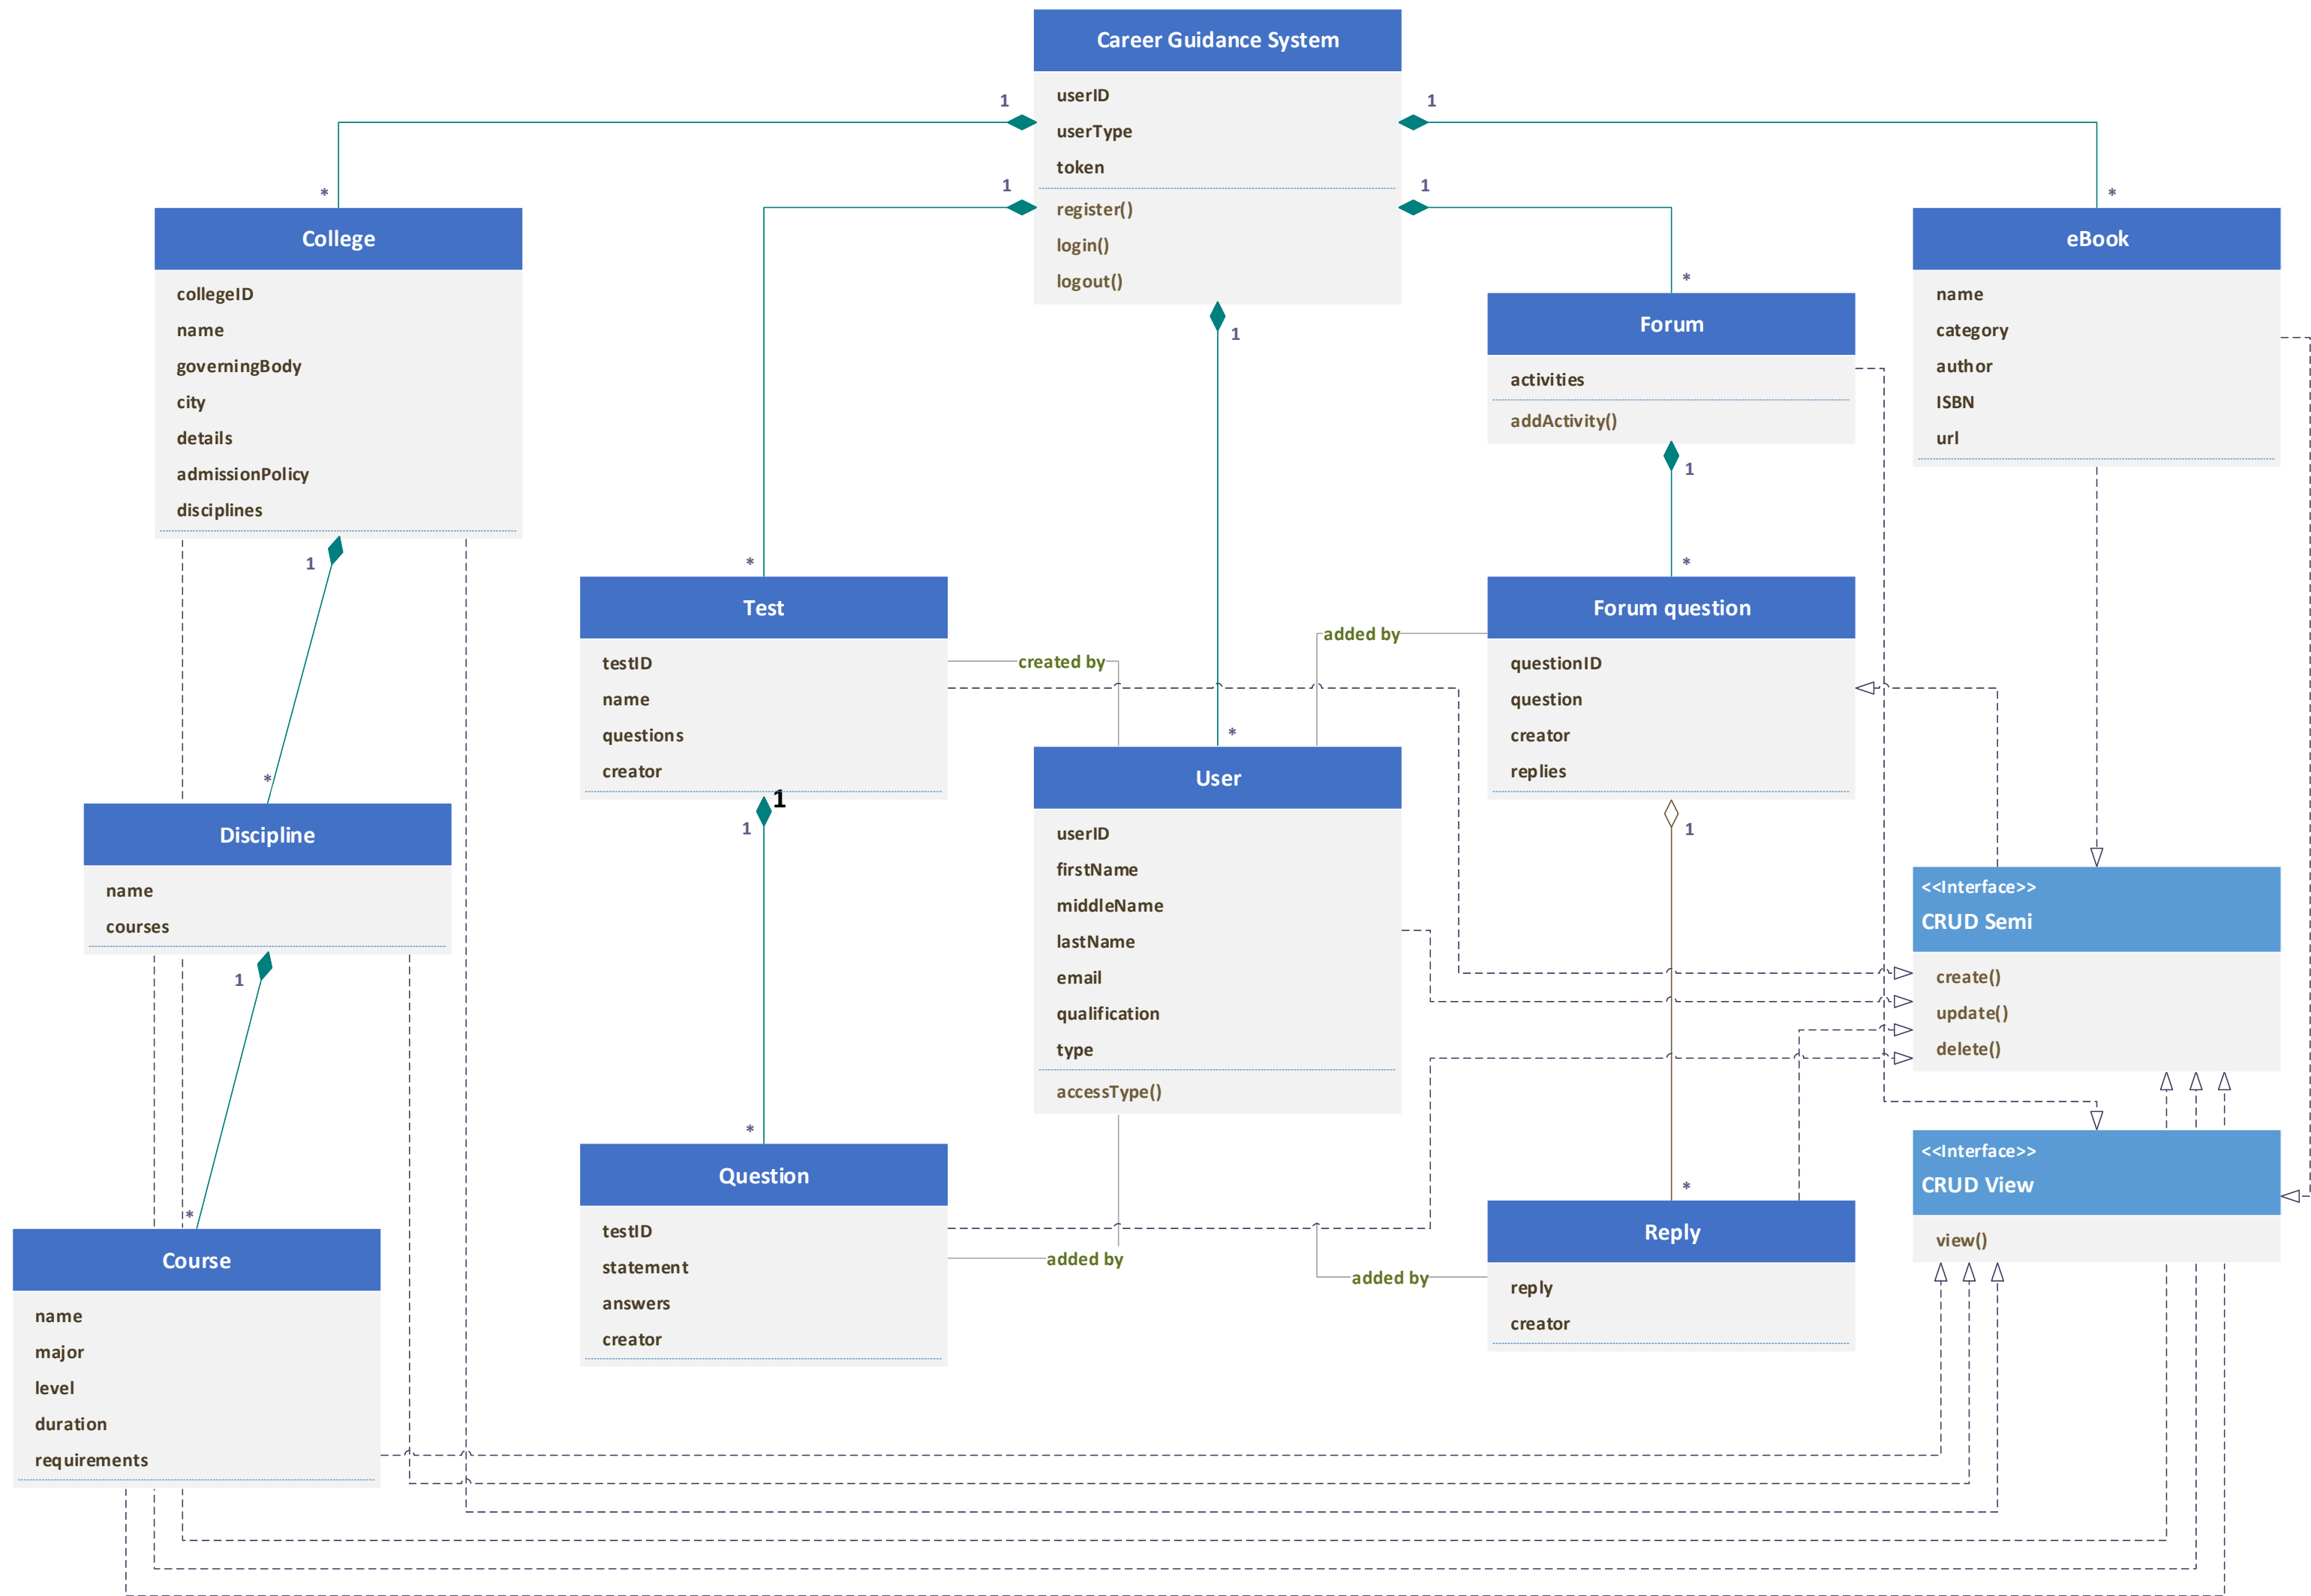 Career Guidance System
userID
userType
token
register()
login()
logout()
1
1
1
1
1
*
College
collegeID
name
governingBody
city
details
admissionPolicy
disciplines
1
*
Discipline
name
courses
1
*
Course
name
major
level
duration
requirements
*
Test
testID
name
questions
creator
1
1
*
Question
testID
statement
answers
creator
created by
added by
*
User
userID
firstName
middleName
lastName
email
qualification
type
accessType()
added by
added by
*
Forum
activities
addActivity()
1
*
Forum question
questionID
question
creator
replies
1
*
Reply
reply
creator
*
eBook
name
category
author
ISBN
url
<<Interface>>
CRUD Semi
create()
update()
delete()
<<Interface>>
CRUD View
view()